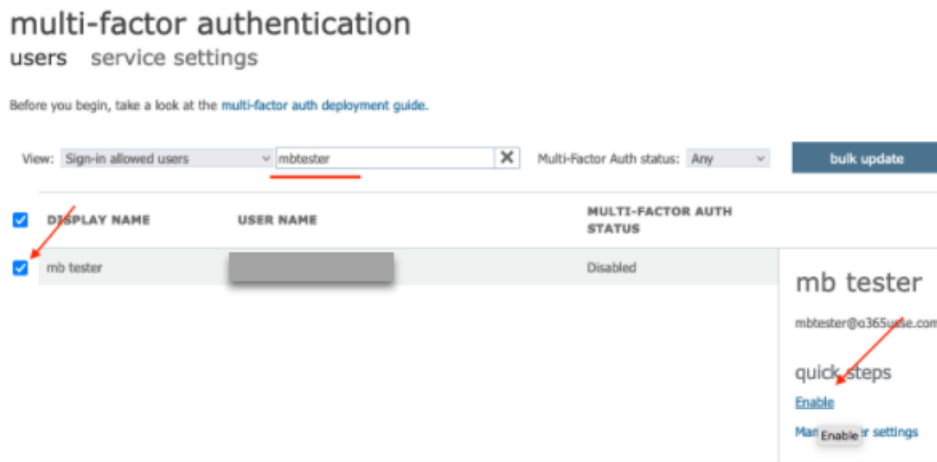 multi-factor authentication
users service settings
Before you begin, take a look at the multi-factor auth deployment guide.
View: Sign-in allowed users mbtester X Multi-Factor Auth status: Any bulk update
DISPLAY NAME USER NAME MULTI-FACTOR AUTH STATUS
mb tester Disabled
mb tester
quick steps
Enable
Enable settings